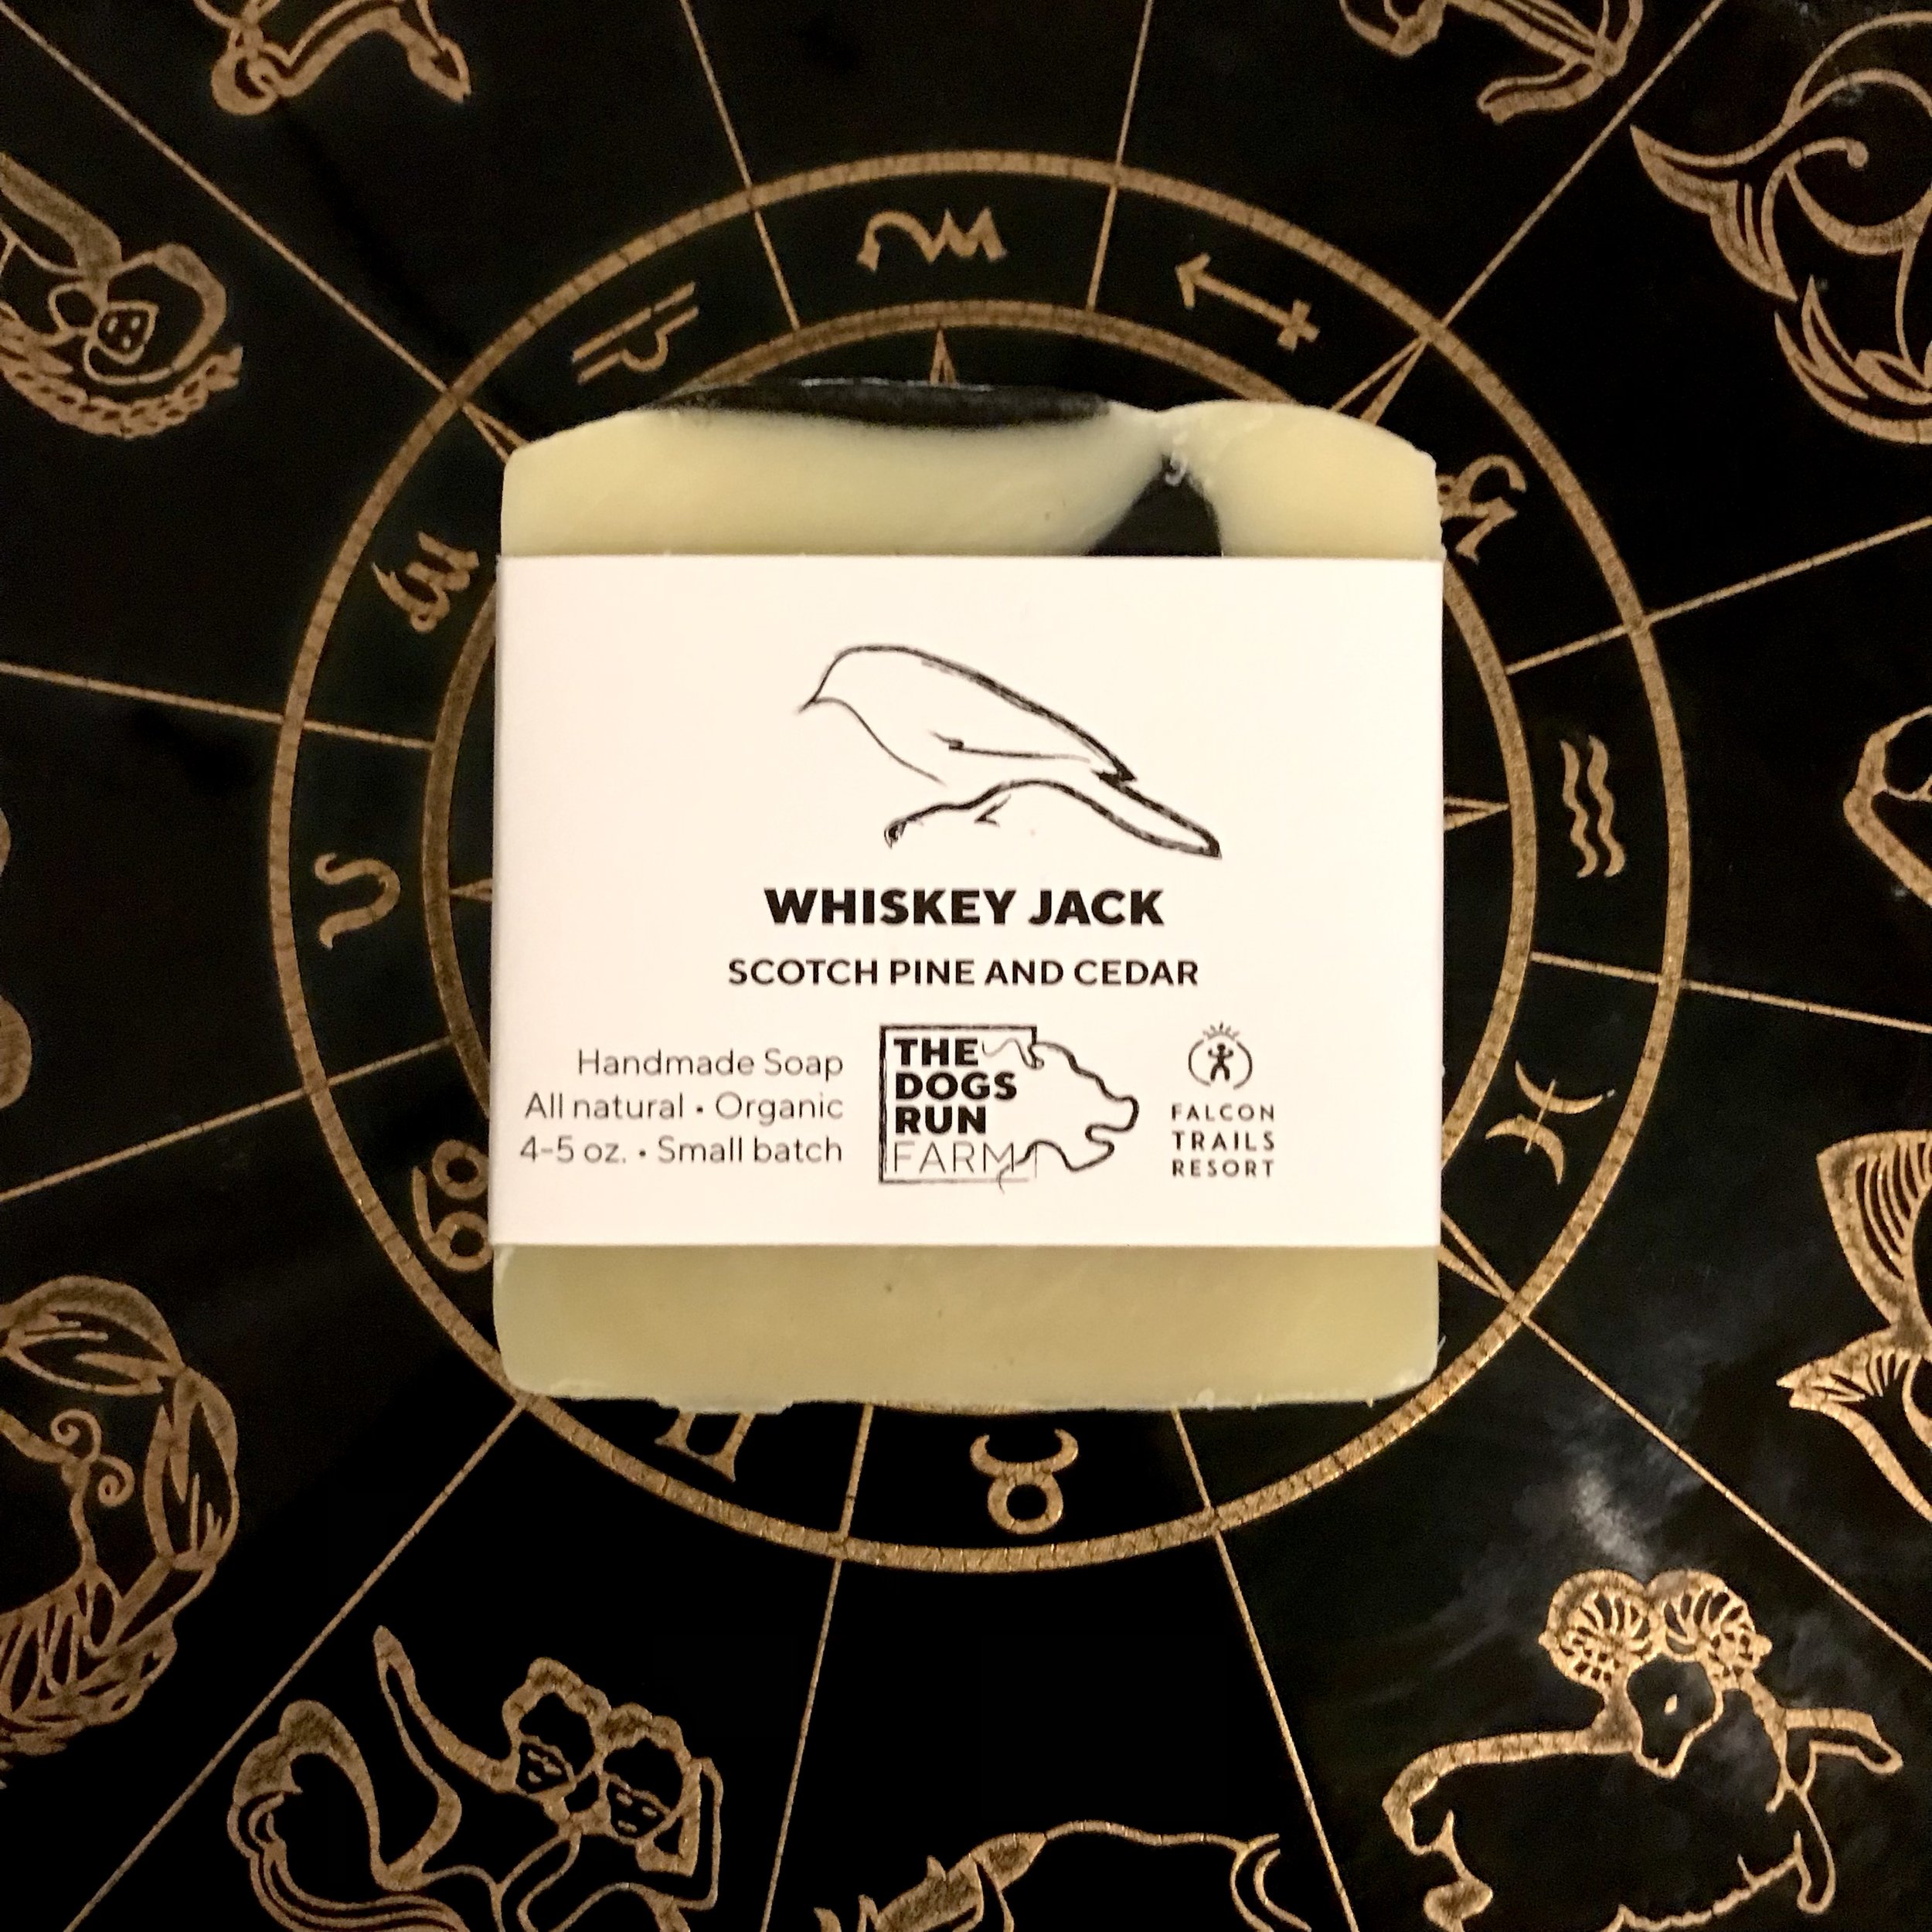 WHISKEY JACK
SCOTCH PINE AND CEDAR
Handmade Soap
All natural • Organic
4-5 oz. • Small batch
THE
DOGS
RUN
FARM
FALCON
TRAILS
RESORT